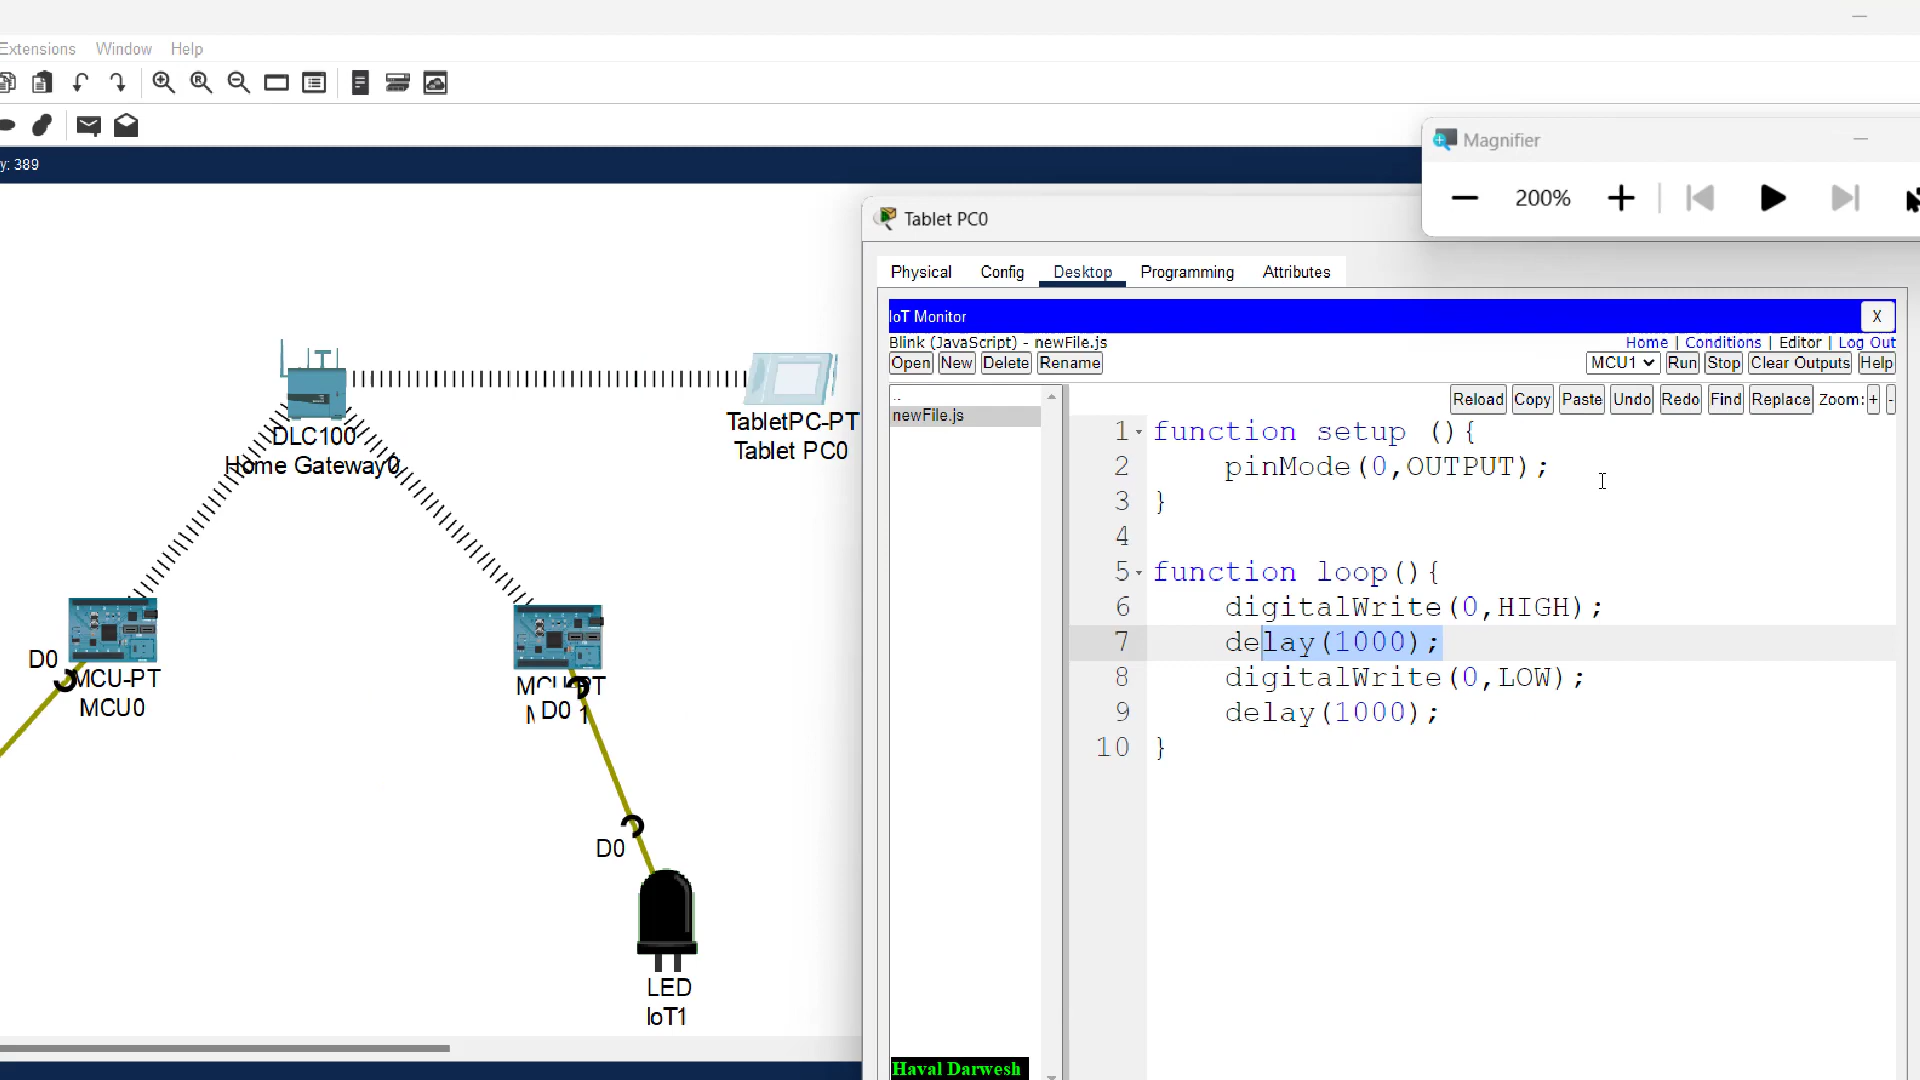 Extensions Window Help
y: 389
Magnifier
200%
Tablet PC0
Physical Config Desktop Programming Attributes
IoT Monitor X
Blink (JavaScript) - newFile.js
Home | Conditions | Editor | Log Out
Open New Delete Rename
MCU1 Run Stop Clear Outputs Help
..
newFile.js
Reload Copy Paste Undo Redo Find Replace Zoom: + -
1 function setup (){
2 pinMode(0,OUTPUT);
3 }
4
5 function loop(){
6 digitalWrite(0,HIGH);
7 delay(1000);
8 digitalWrite(0,LOW);
9 delay(1000);
10 }
Haval Darwesh
DLC100
Home Gateway0
TabletPC-PT
Tablet PC0
D0
MCU-PT
MCU0
D0
D0
LED
IoT1